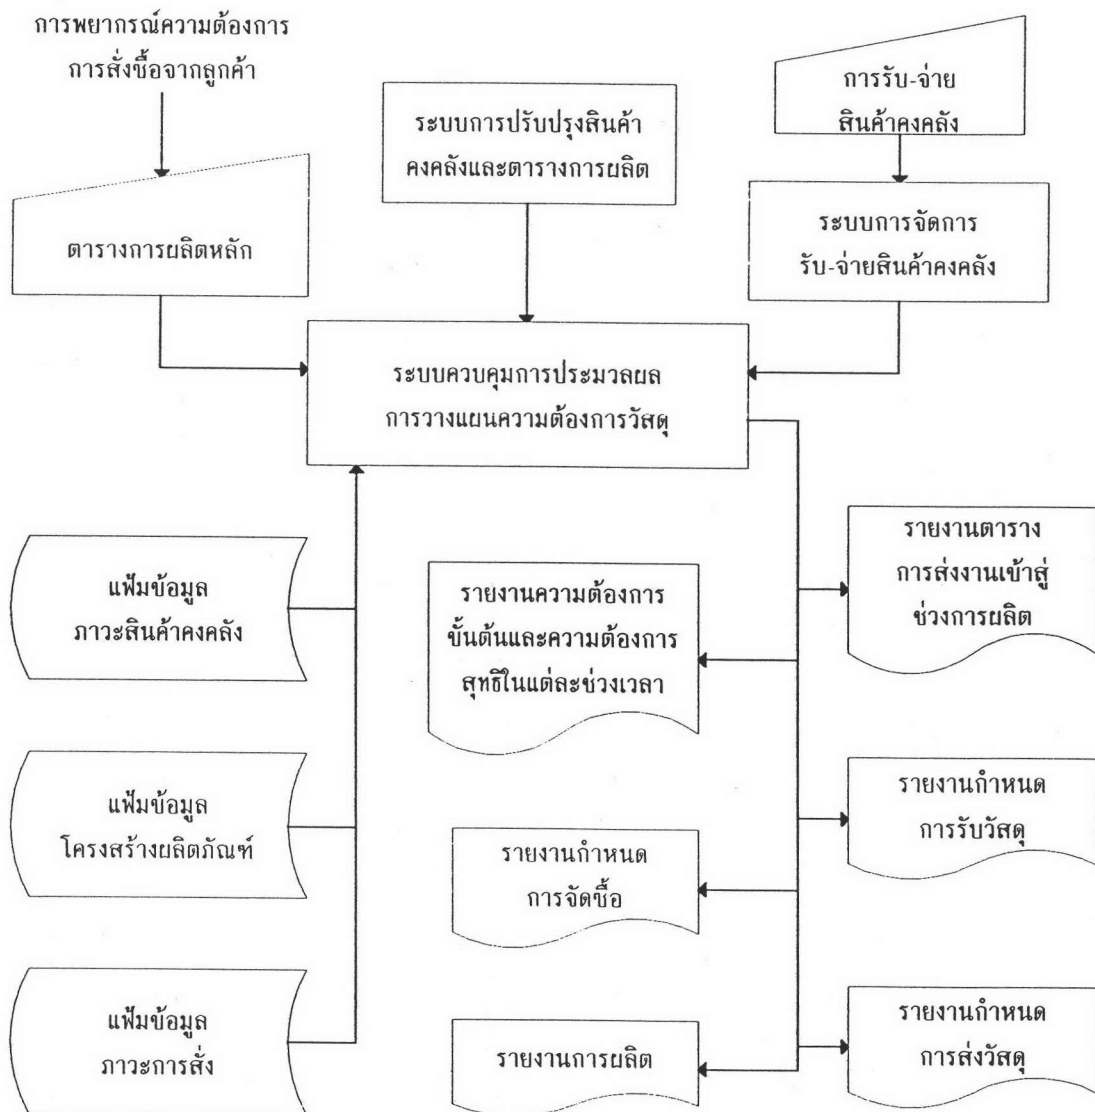 การพยากรณ์ความต้องการ
การสั่งซื้อจากลูกค้า
ตารางการผลิตหลัก
ระบบการปรับปรุงสินค้า
คงคลังและตารางการผลิต
การรับ-จ่าย
สินค้าคงคลัง
ระบบการจัดการ
รับ-จ่ายสินค้าคงคลัง
ระบบควบคุมการประมวลผล
การวางแผนความต้องการวัสดุ
แฟ้มข้อมูล
ภาวะสินค้าคงคลัง
แฟ้มข้อมูล
โครงสร้างผลิตภัณฑ์
แฟ้มข้อมูล
ภาวะการสั่ง
รายงานความต้องการ
ขั้นต้นและความต้องการ
สุทธิในแต่ละช่วงเวลา
รายงานกำหนด
การจัดซื้อ
รายงานการผลิต
รายงานตาราง
การส่งงานเข้าสู่
ช่วงการผลิต
รายงานกำหนด
การรับวัสดุ
รายงานกำหนด
การส่งวัสดุ